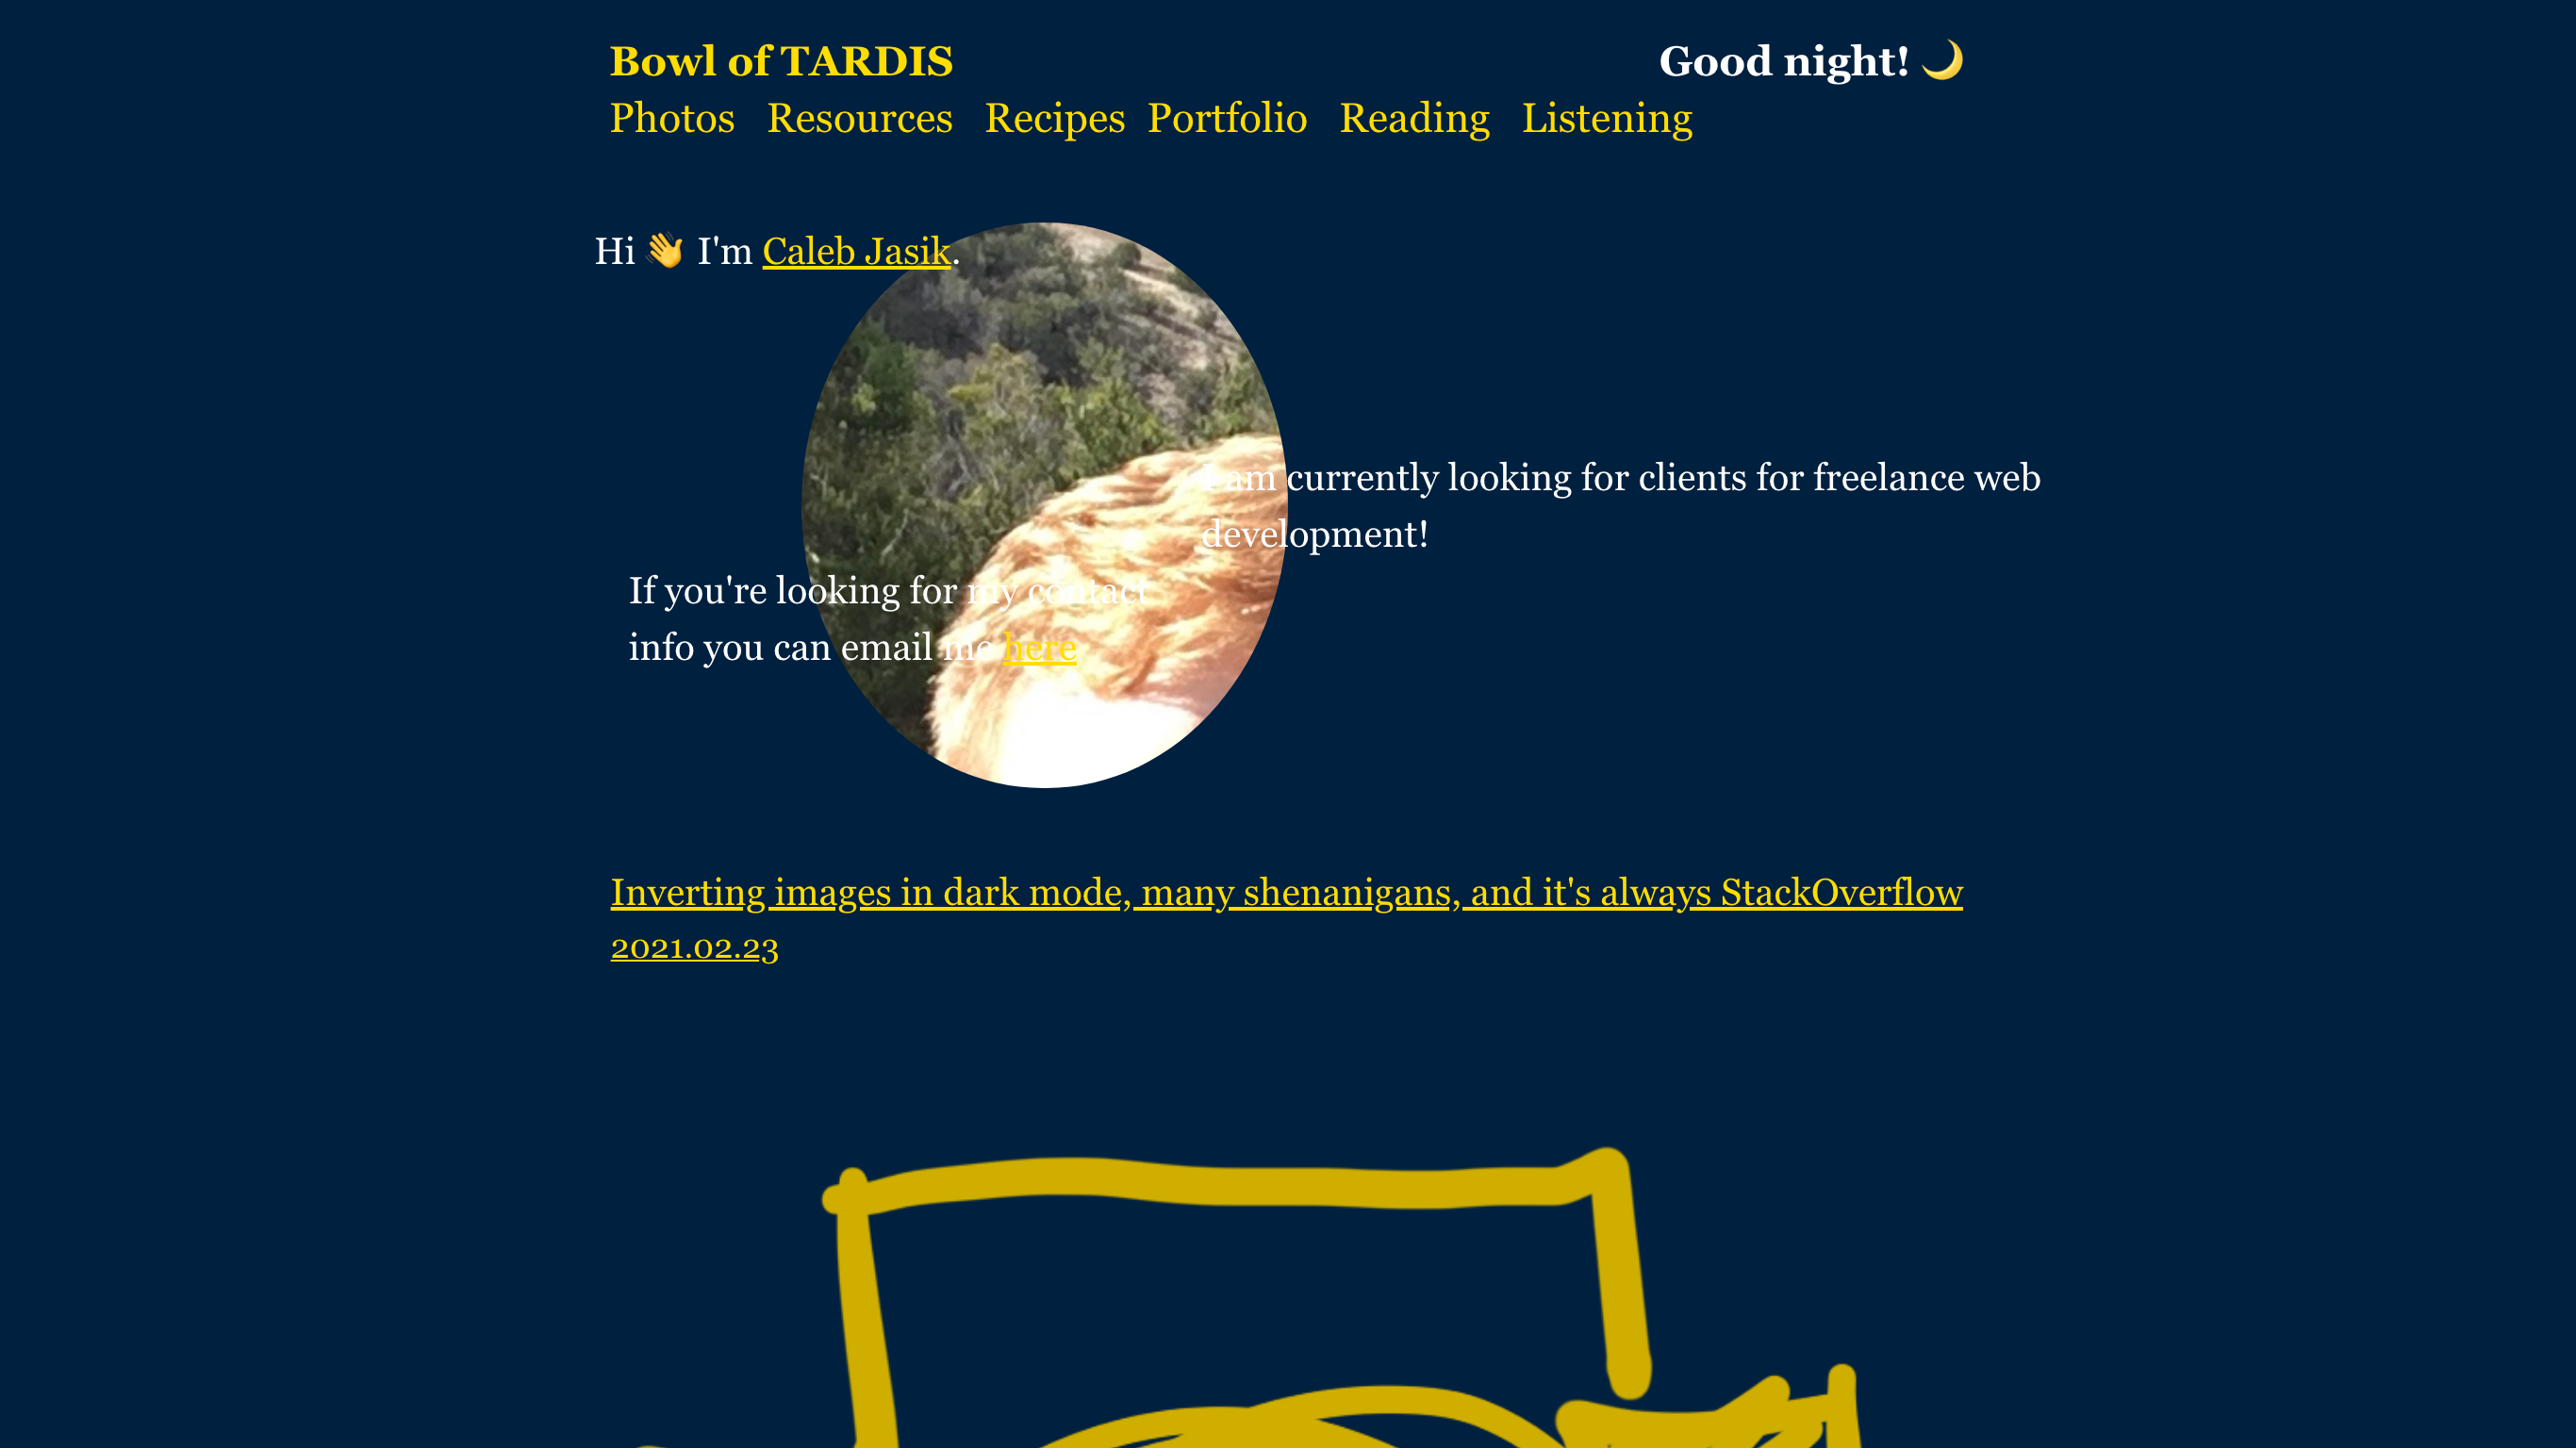 Bowl of TARDIS
Good night! 🌙
Photos Resources Recipes Portfolio Reading Listening
Hi 👋 I'm Caleb Jasik.
I am currently looking for clients for freelance web
development!
If you're looking for my contact
info you can email me here
Inverting images in dark mode, many shenanigans, and it's always StackOverflow
2021.02.23